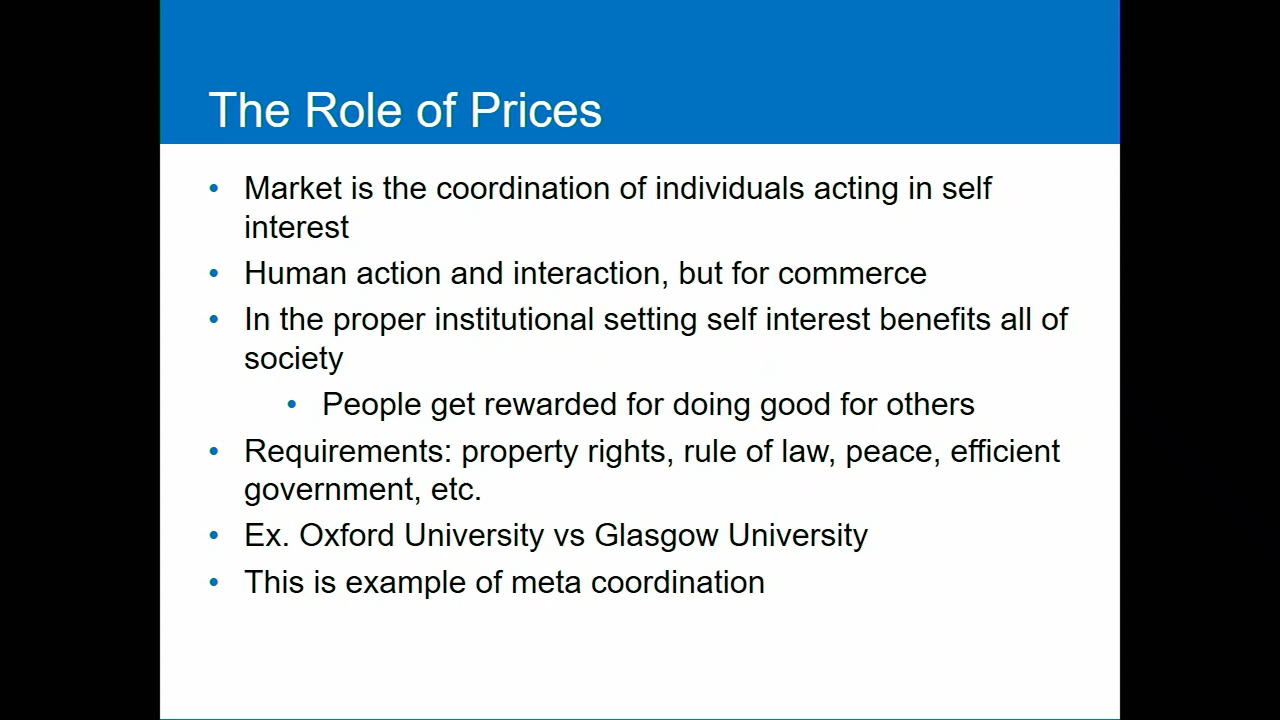 The Role of Prices
• Market is the coordination of individuals acting in self
interest
• Human action and interaction, but for commerce
• In the proper institutional setting self interest benefits all of
society
• People get rewarded for doing good for others
• Requirements: property rights, rule of law, peace, efficient
government, etc.
• Ex. Oxford University vs Glasgow University
• This is example of meta coordination